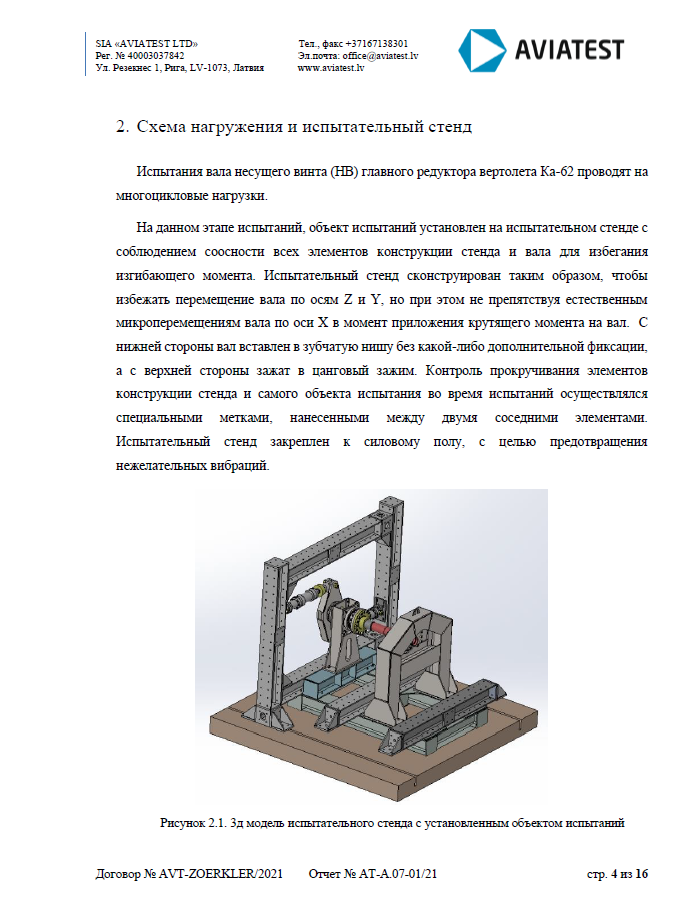 SIA «AVIATEST LTD»
Рег. № 40003037842
Ул. Резекнес 1, Рига, LV-1073, Латвия
Тел., факс +37167138301
Эл.почта: office@aviatest.lv
www.aviatest.lv
AVIATEST
2. Схема нагружения и испытательный стенд
Испытания вала несущего винта (НВ) главного редуктора вертолета Ка-62 проводят на
многоцикловые нагрузки.
На данном этапе испытаний, объект испытаний установлен на испытательном стенде с
соблюдением соосности всех элементов конструкции стенда и вала для избегания
изгибающего момента. Испытательный стенд сконструирован таким образом, чтобы
избежать перемещение вала по осям Z и Y, но при этом не препятствуя естественным
микроперемещениям вала по оси X в момент приложения крутящего момента на вал. С
нижней стороны вал вставлен в зубчатую нишу без какой-либо дополнительной фиксации,
а с верхней стороны зажат в цанговый зажим. Контроль прокручивания элементов
конструкции стенда и самого объекта испытания во время испытаний осуществлялся
специальными метками, нанесенными между двумя соседними элементами.
Испытательный стенд закреплен к силовому полу, с целью предотвращения
нежелательных вибраций.
Рисунок 2.1. 3д модель испытательного стенда с установленным объектом испытаний
Договор № AVT-ZOERKLER/2021 Отчет № AT-A.07-01/21 стр. 4 из 16